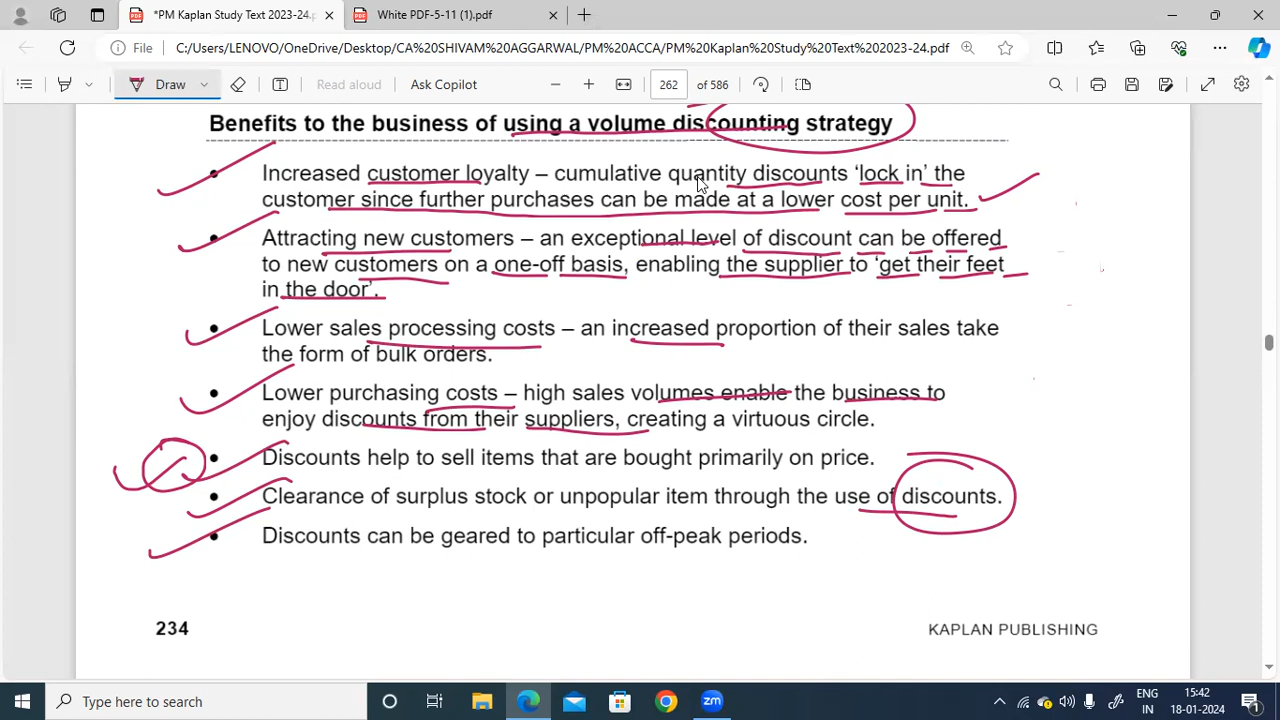 *PM Kaplan Study Text 2023-24.p
White PDF-5-11 (1).pdf
File
C:/Users/LENOVO/OneDrive/Desktop/CA%20SHIVAM%20AGGARWAL/PM%20ACCA/PM%20Kaplan%20Study%20Text%202023-24.pdf
Draw
Read aloud
Ask Copilot
262 of 586
Benefits to the business of using a volume discounting strategy
• Increased customer loyalty – cumulative quantity discounts ‘lock in’ the
customer since further purchases can be made at a lower cost per unit.
• Attracting new customers – an exceptional level of discount can be offered
to new customers on a one-off basis, enabling the supplier to ‘get their feet
in the door’.
• Lower sales processing costs – an increased proportion of their sales take
the form of bulk orders.
• Lower purchasing costs – high sales volumes enable the business to
enjoy discounts from their suppliers, creating a virtuous circle.
• Discounts help to sell items that are bought primarily on price.
• Clearance of surplus stock or unpopular item through the use of discounts.
• Discounts can be geared to particular off-peak periods.
234
KAPLAN PUBLISHING
Type here to search
ENG
IN
15:42
18-01-2024